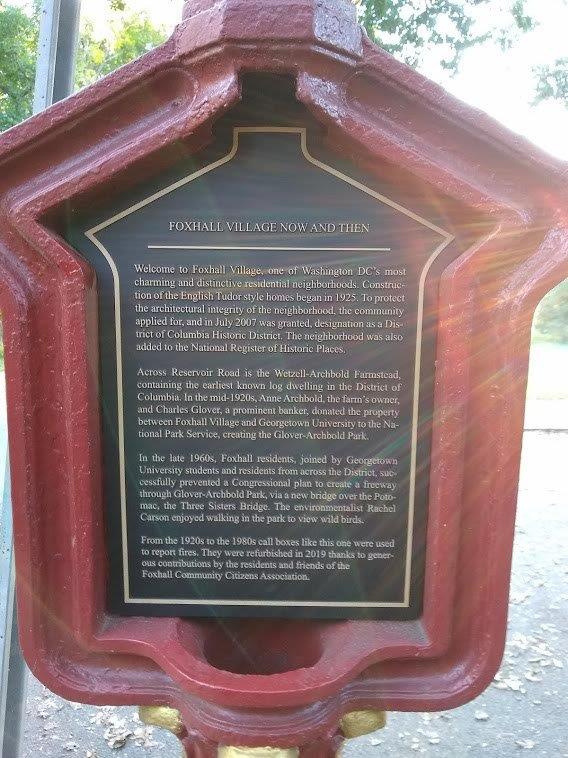 FOXHALL VILLAGE NOW AND THEN
Welcome to Foxhall Village, one of Washington DC's most
charming and distinctive residential neighborhoods. Construc-
tion of the English Tudor style homes began in 1925. To protect
the architectural integrity of the neighborhood, the community
applied for, and in July 2007 was granted, designation as a Dis-
trict of Columbia Historic District. The neighborhood was also
added to the National Register of Historic Places.
Across Reservoir Road is the Wetzell-Archbold Farmstead,
containing the earliest known log dwelling in the District of
Columbia. In the mid-1920s, Anne Archbold, the farm's owner,
and Charles Glover, a prominent banker, donated the property
between Foxhall Village and Georgetown University to the Na-
tional Park Service, creating the Glover-Archbold Park.
In the late 1960s, Foxhall residents, joined by Georgetown
University students and residents from across the District, suc-
cessfully prevented a Congressional plan to create a freeway
through Glover-Archbold Park, via a new bridge over the Poto-
mac, the Three Sisters Bridge. The environmentalist Rachel
Carson enjoyed walking in the park to view wild birds.
From the 1920s to the 1980s call boxes like this one were used
to report fires. They were refurbished in 2019 thanks to gener-
ous contributions by the residents and friends of the
Foxhall Community Citizens Association.